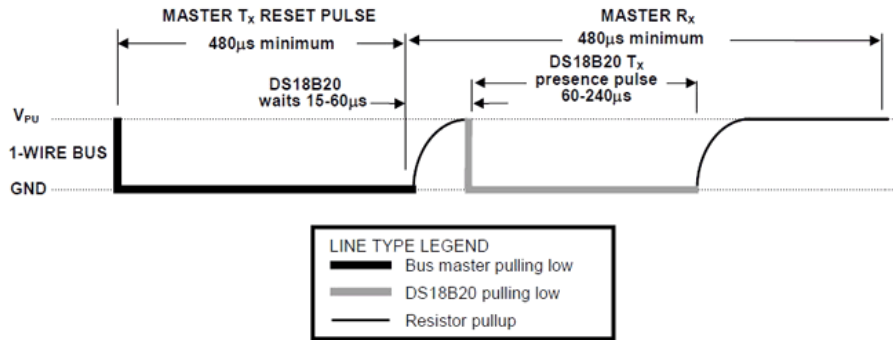 MASTER TX RESET PULSE
480μs minimum
MASTER RX
480μs minimum
DS18B20
waits 15-60μs
DS18B20 TX
presence pulse
60-240μs
VPU
1-WIRE BUS
GND
LINE TYPE LEGEND
Bus master pulling low
DS18B20 pulling low
Resistor pullup